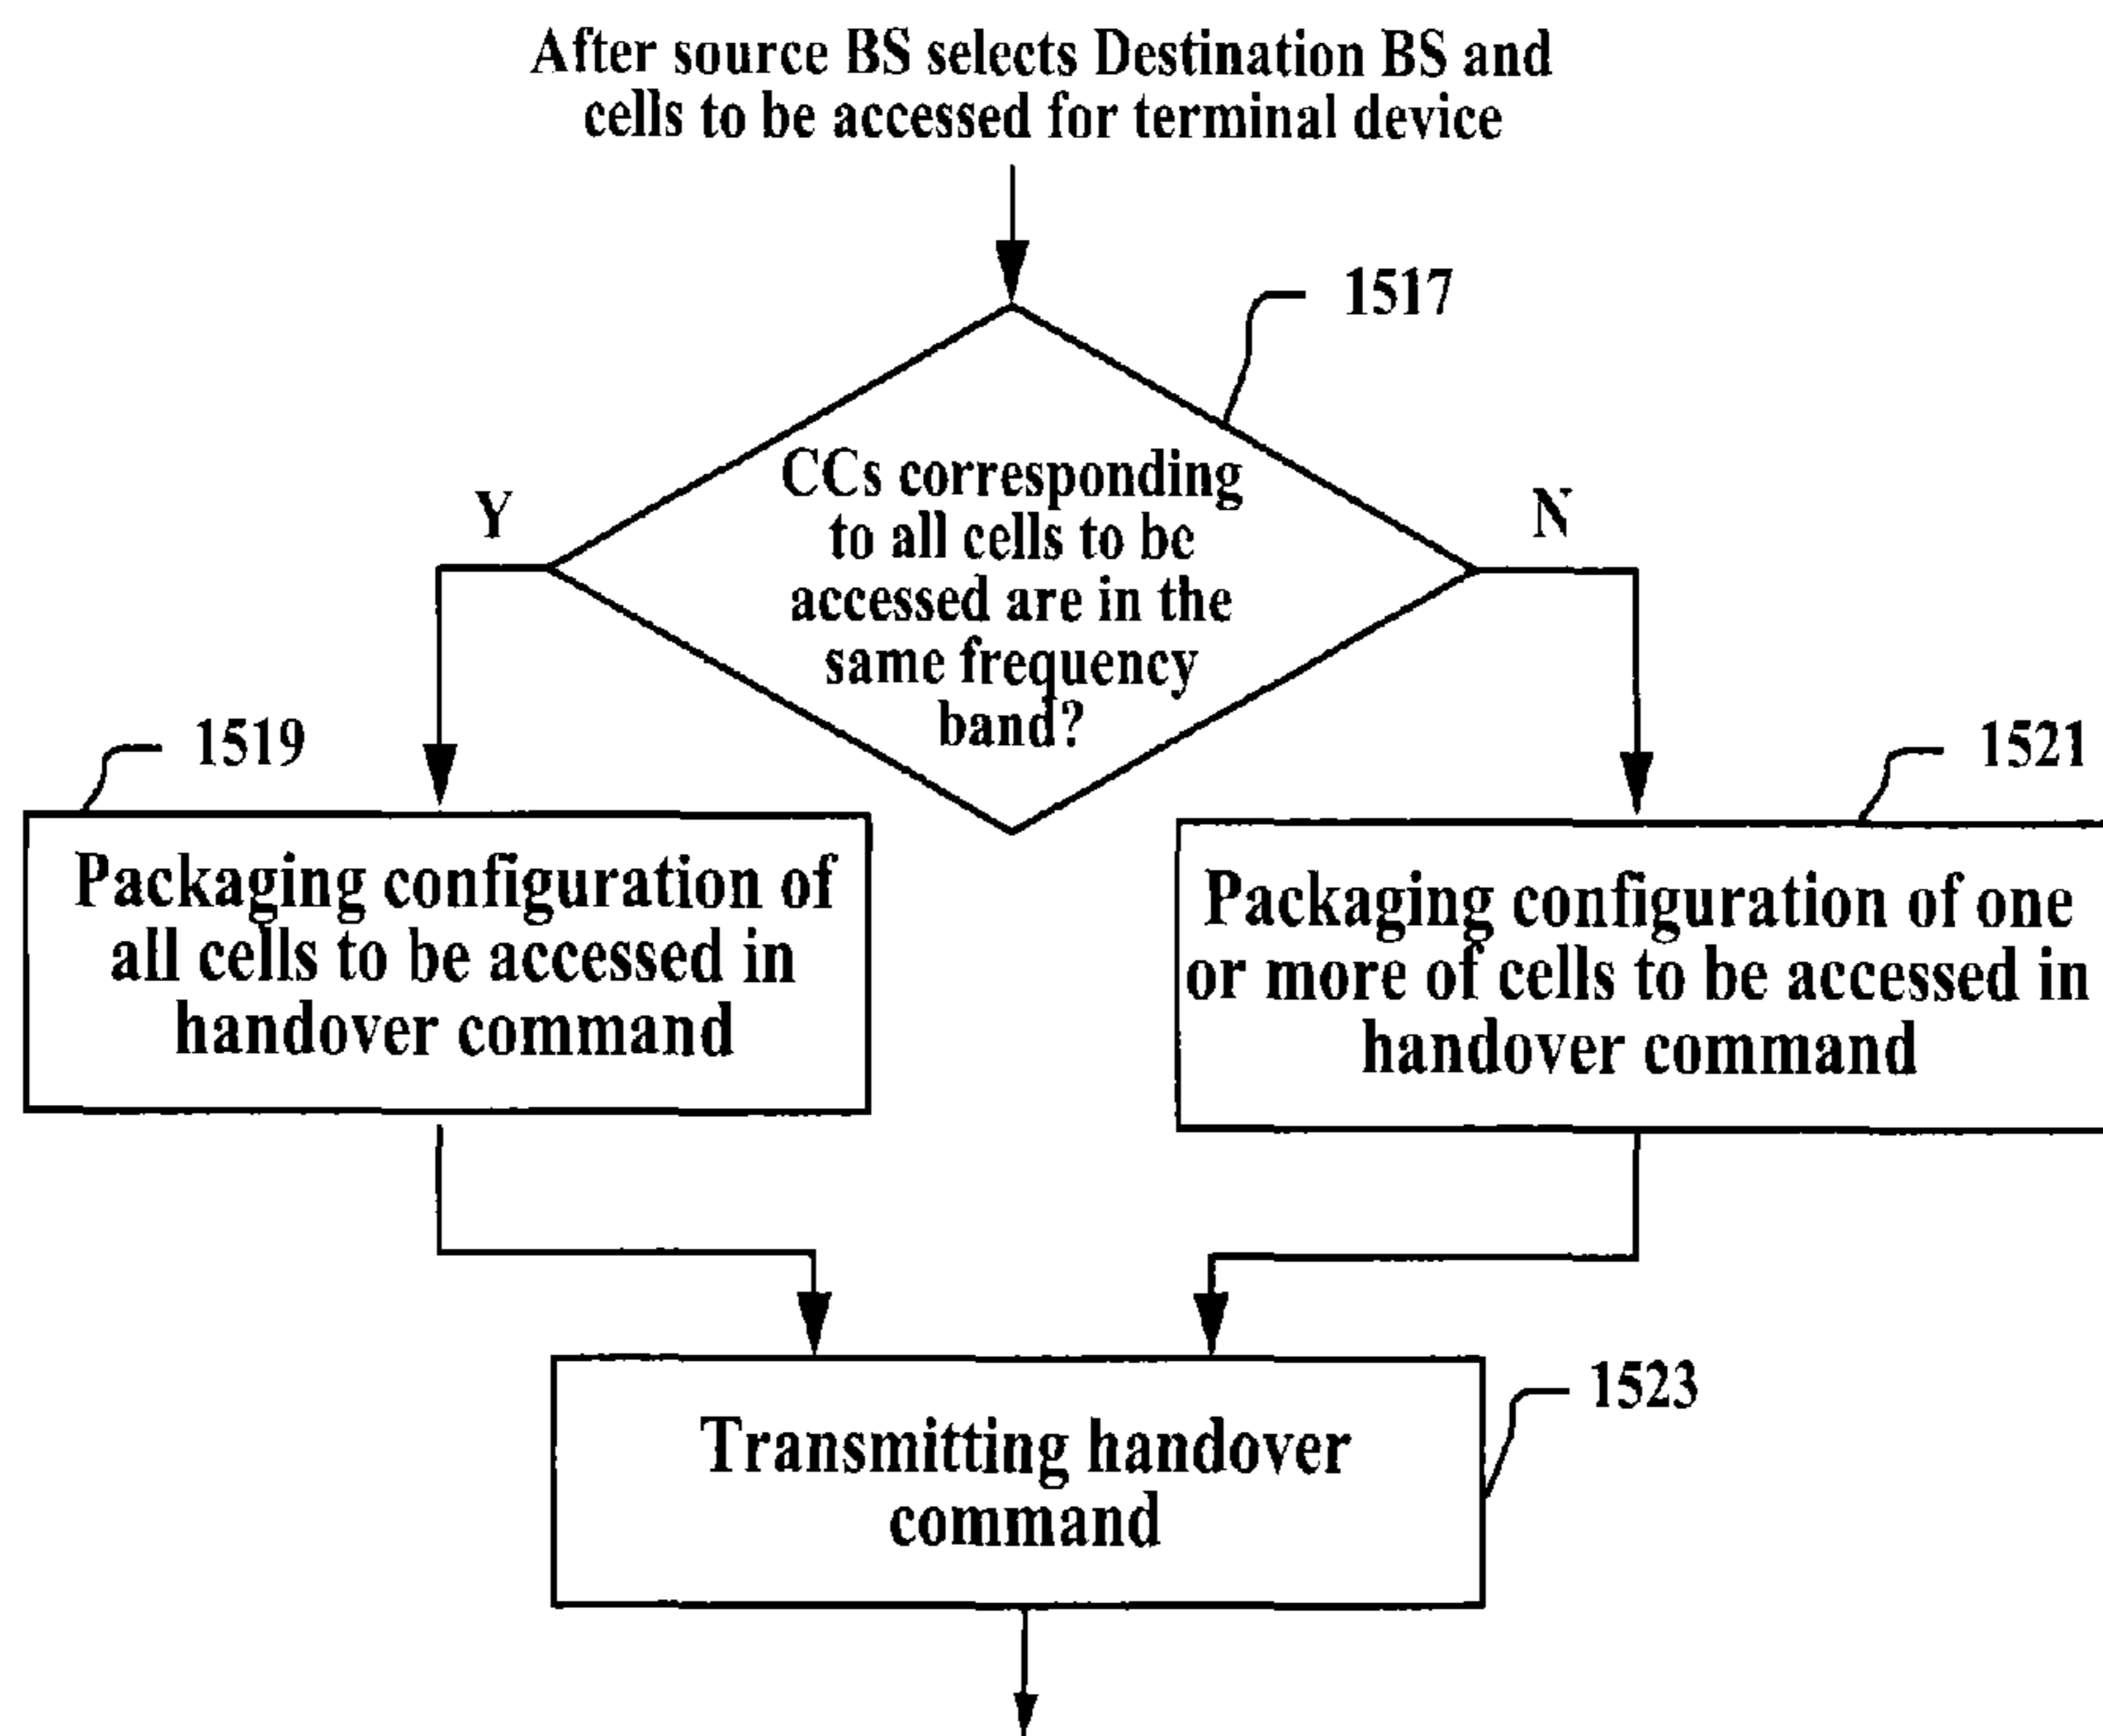 After source BS selects Destination BS and
cells to be accessed for terminal device
1517
CCs corresponding
to all cells to be
accessed are in the
same frequency
band?
Y
N
1519
1521
Packaging configuration of
all cells to be accessed in
handover command
Packaging configuration of one
or more of cells to be accessed in
handover command
Transmitting handover
command
1523